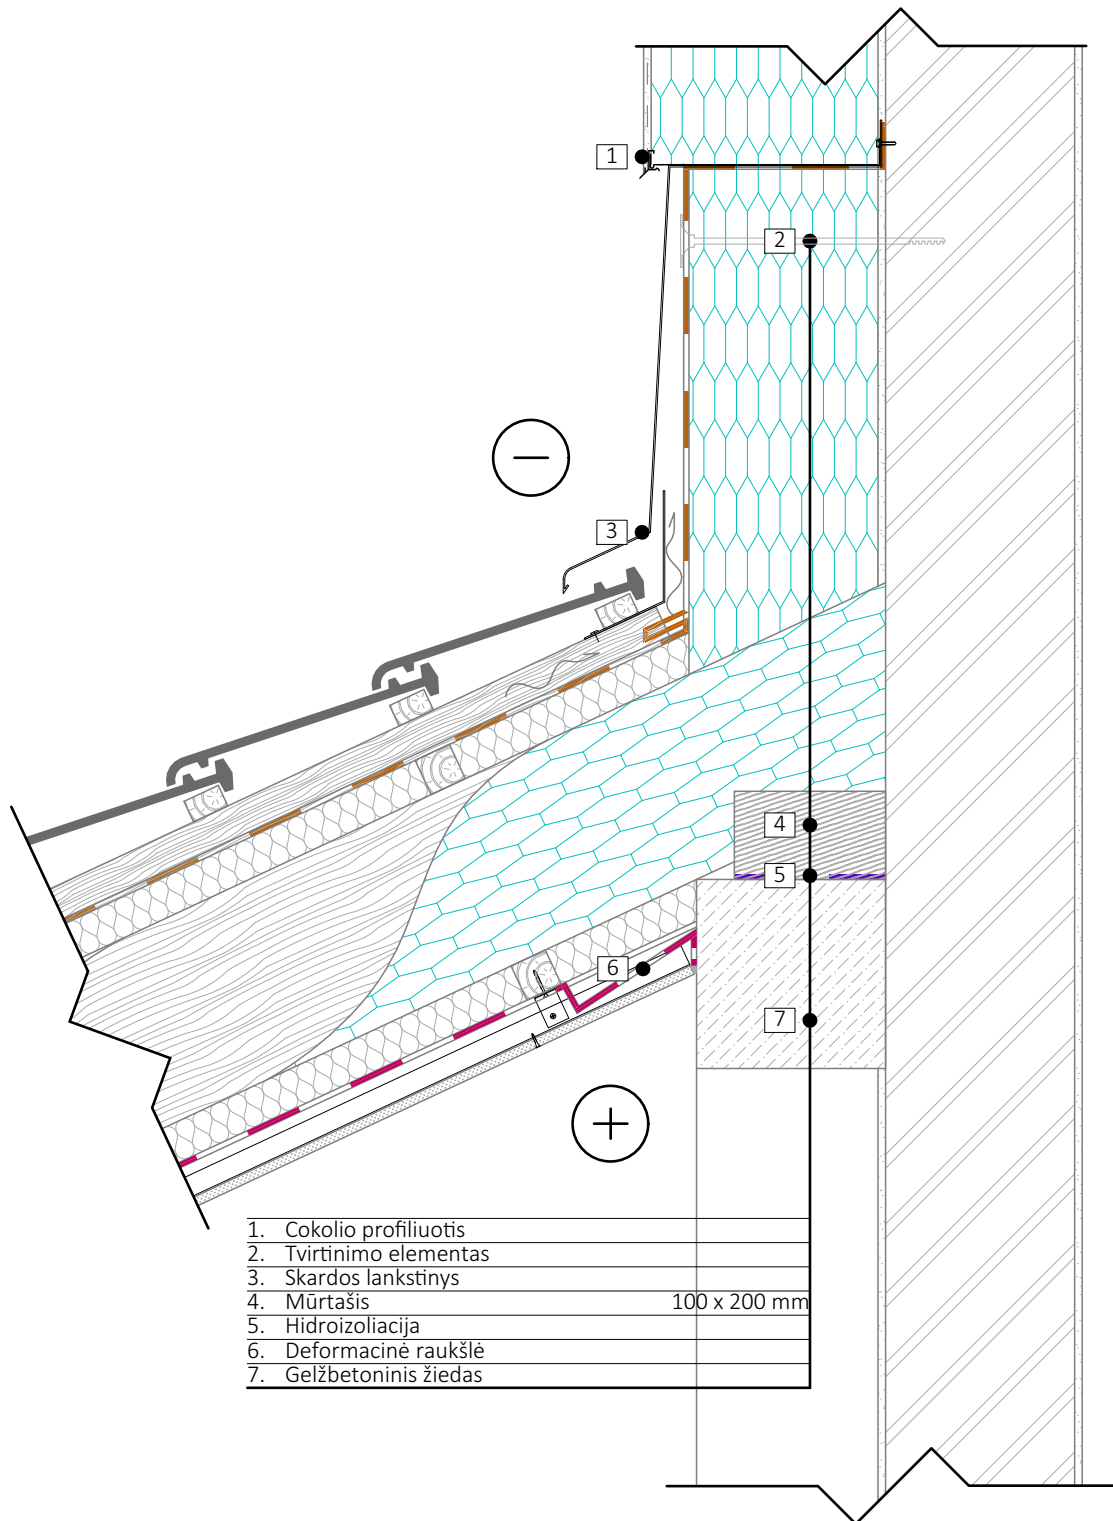 1
2
3
4
5
6
7
1. Cokolio profiliuotis
2. Tvirtinimo elementas
3. Skardos lankstinys
4. Mūrtašis 100 x 200 mm
5. Hidroizoliacija
6. Deformacinė raukšlė
7. Gelžbetoninis žiedas